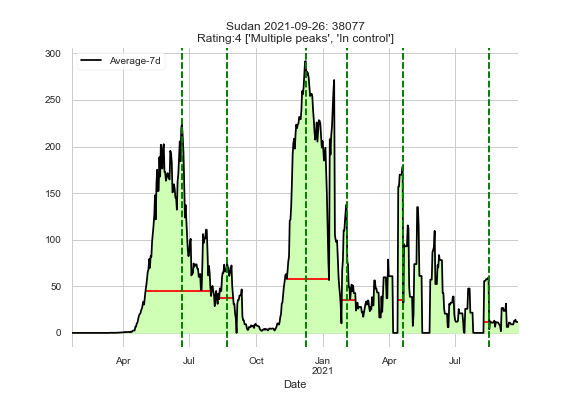 Sudan 2021-09-26: 38077
Rating:4 ['Multiple peaks', 'In control']
Average-7d
300
250
200
150
100
50
0
Apr Jul Oct Jan Apr Jul
2021
Date